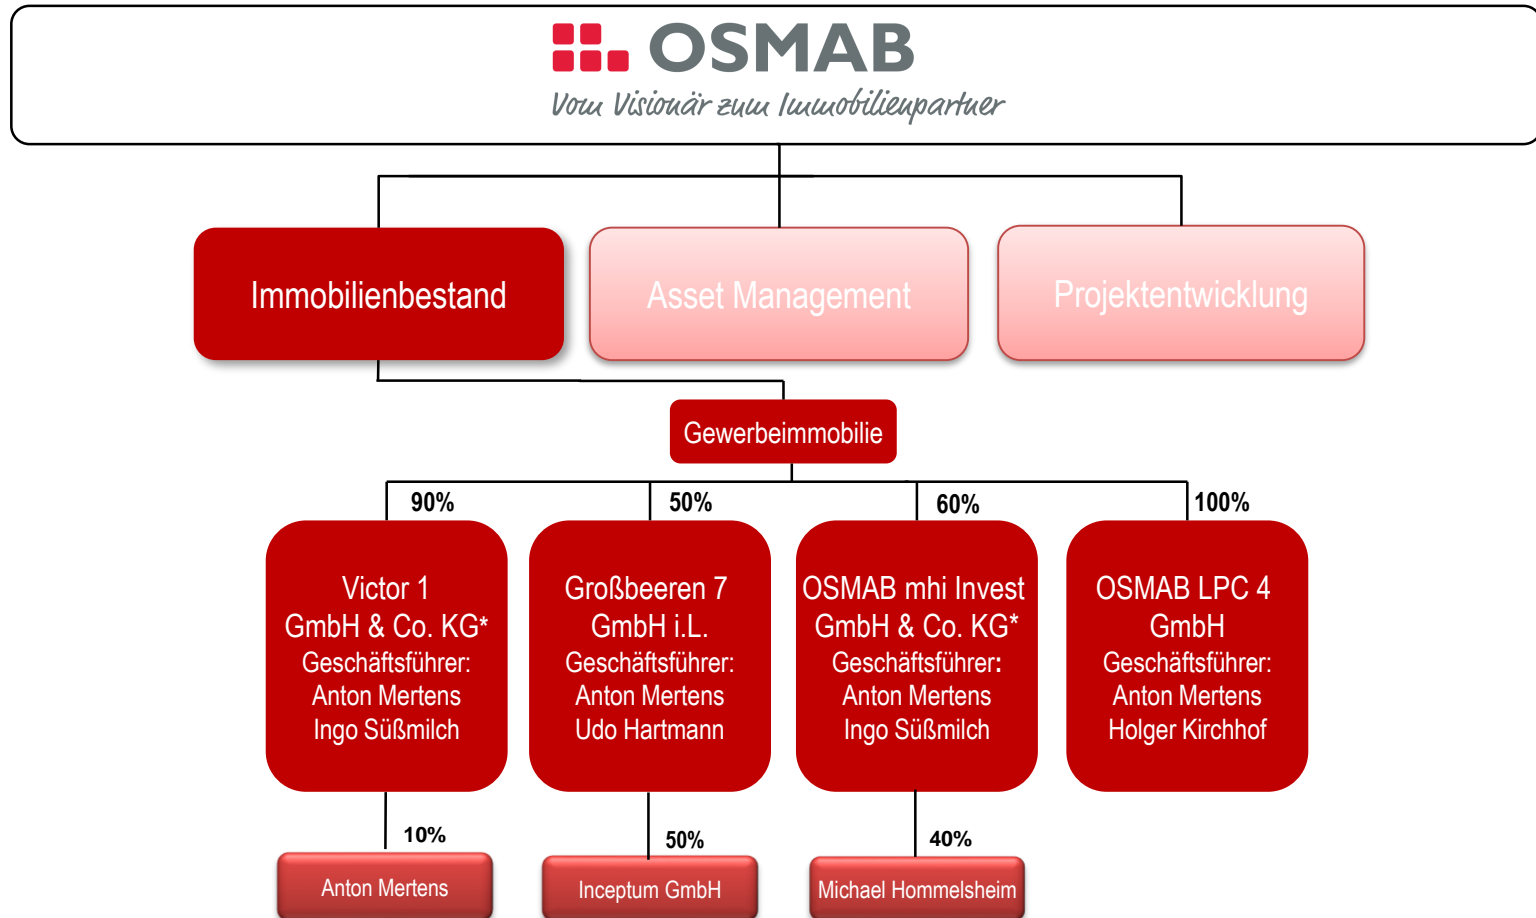 OSMAB
Vom Visionär zum Immobilienpartner
Immobilienbestand
Asset Management
Projektentwicklung
Gewerbeimmobilie
90%
50%
60%
100%
Victor 1
GmbH & Co. KG*
Geschäftsführer:
Anton Mertens
Ingo Süßmilch
Großbeeren 7
GmbH i.L.
Geschäftsführer:
Anton Mertens
Udo Hartmann
OSMAB mhi Invest
GmbH & Co. KG*
Geschäftsführer:
Anton Mertens
Ingo Süßmilch
OSMAB LPC 4
GmbH
Geschäftsführer:
Anton Mertens
Holger Kirchhof
10%
50%
40%
Anton Mertens
Inceptum GmbH
Michael Hommelsheim